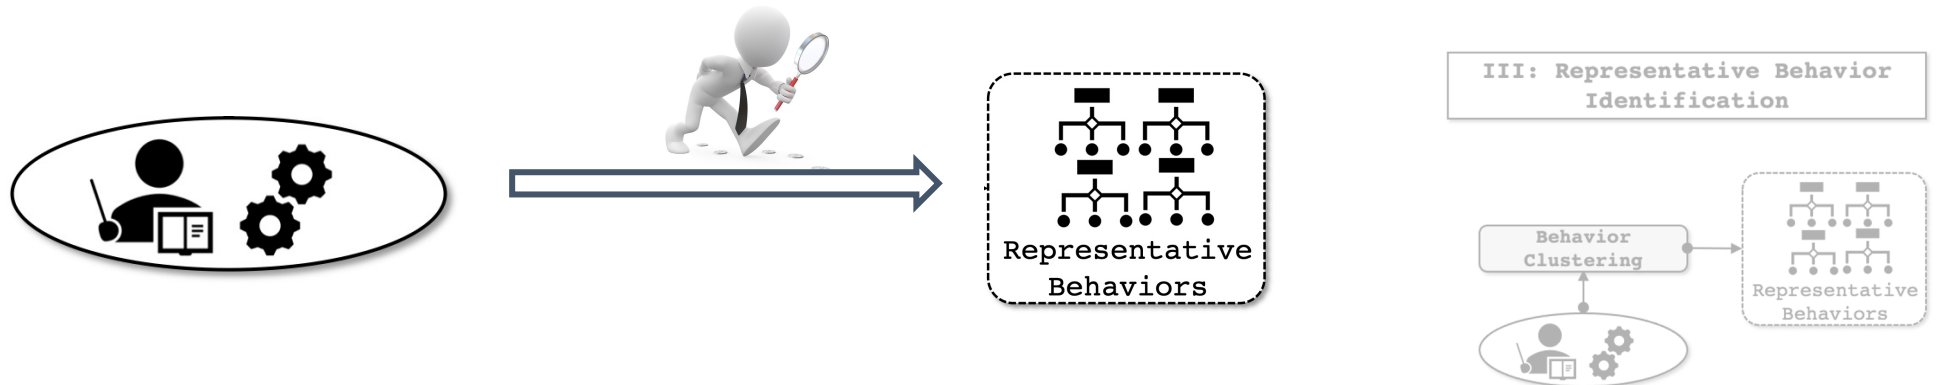 III: Representative Behavior
Identification
Representative
Behaviors
Behavior
Clustering
Representative
Behaviors